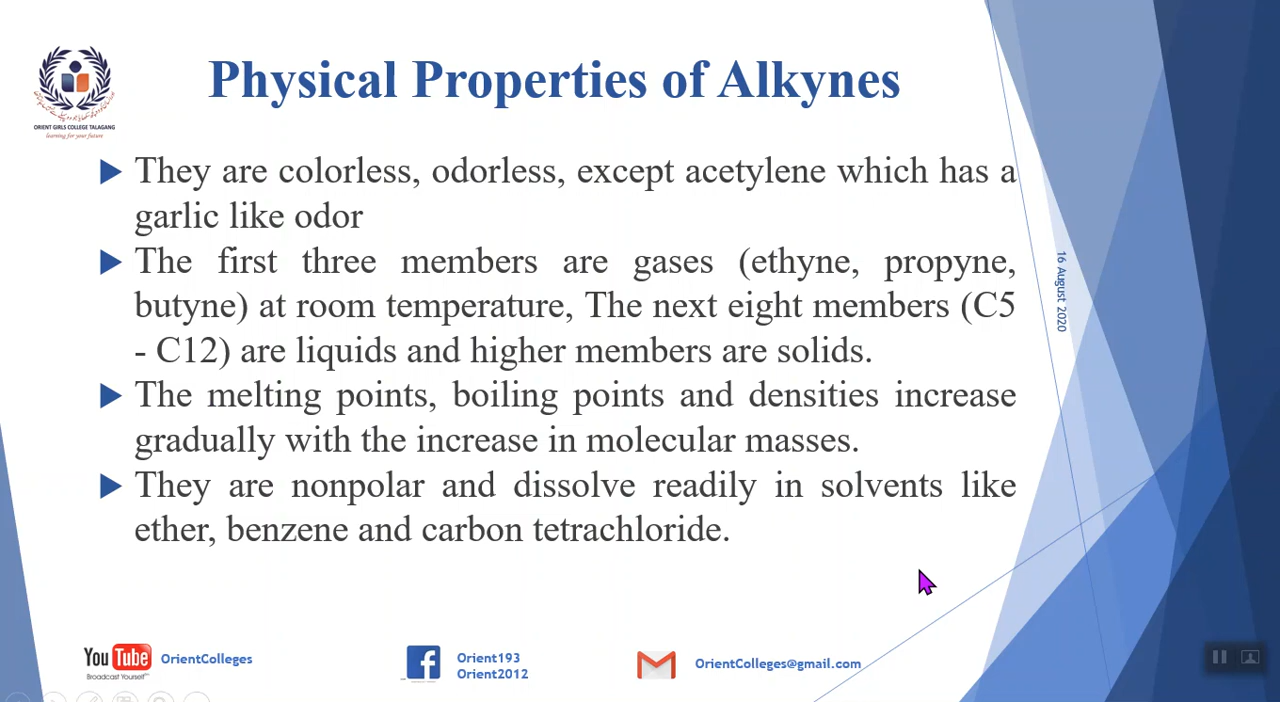 Physical Properties of Alkynes
ORIENT GIRLS COLLEGE TALAGANG
learning for your future
They are colorless, odorless, except acetylene which has a
garlic like odor
The first three members are gases (ethyne, propyne,
butyne) at room temperature, The next eight members (C5
- C12) are liquids and higher members are solids.
The melting points, boiling points and densities increase
gradually with the increase in molecular masses.
They are nonpolar and dissolve readily in solvents like
ether, benzene and carbon tetrachloride.
16 August 2020
You Tube
Broadcast Yourself
OrientColleges
Orient193
Orient2012
OrientColleges@gmail.com